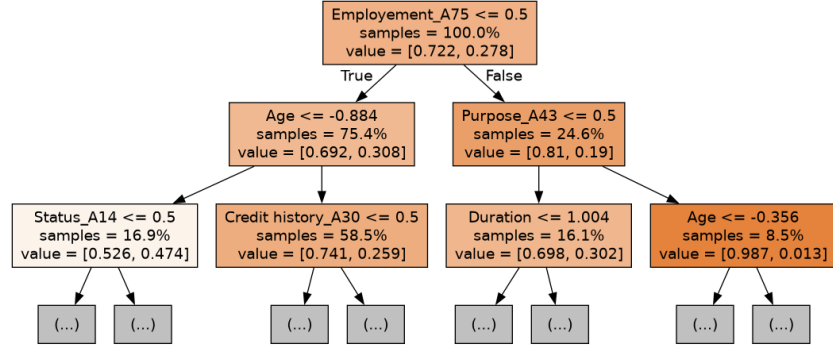 Employement_A75 <= 0.5
samples = 100.0%
value = [0.722, 0.278]
True
False
Age <= -0.884
samples = 75.4%
value = [0.692, 0.308]
Purpose_A43 <= 0.5
samples = 24.6%
value = [0.81, 0.19]
Status_A14 <= 0.5
samples = 16.9%
value = [0.526, 0.474]
Credit history_A30 <= 0.5
samples = 58.5%
value = [0.741, 0.259]
Duration <= 1.004
samples = 16.1%
value = [0.698, 0.302]
Age <= -0.356
samples = 8.5%
value = [0.987, 0.013]
(...)
(...)
(...)
(...)
(...)
(...)
(...)
(...)